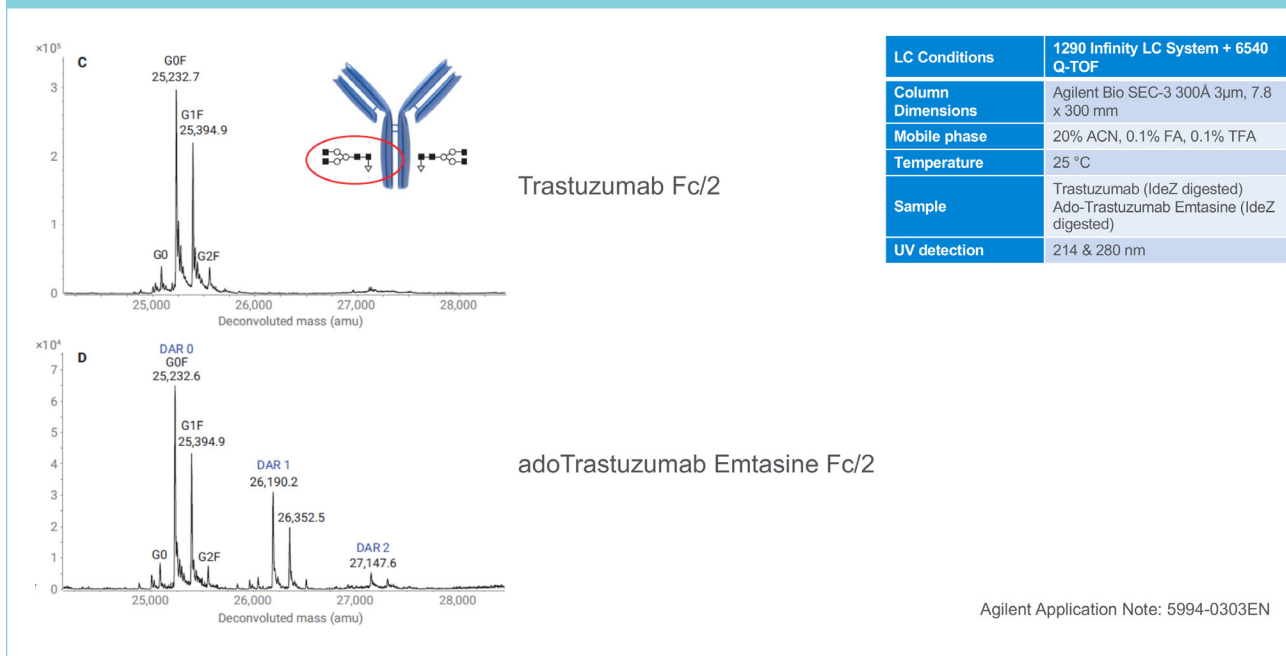 ×10⁵
C
G0F
25,232.7
G1F
25,394.9
G0
G2F
3
2
1
0
25,000
26,000
27,000
28,000
Deconvoluted mass (amu)
Trastuzumab Fc/2
LC Conditions
1290 Infinity LC System + 6540
Q-TOF
Column
Dimensions
Agilent Bio SEC-3 300Å 3µm, 7.8
x 300 mm
Mobile phase
20% ACN, 0.1% FA, 0.1% TFA
Temperature
25 °C
Sample
Trastuzumab (IdeZ digested)
Ado-Trastuzumab Emtasine (IdeZ
digested)
UV detection
214 & 280 nm
×10⁴
D
DAR 0
G0F
25,232.6
G1F
25,394.9
G0
G2F
DAR 1
26,190.2
26,352.5
DAR 2
27,147.6
7
6
5
4
3
2
1
0
25,000
26,000
27,000
28,000
Deconvoluted mass (amu)
adoTrastuzumab Emtasine Fc/2
Agilent Application Note: 5994-0303EN